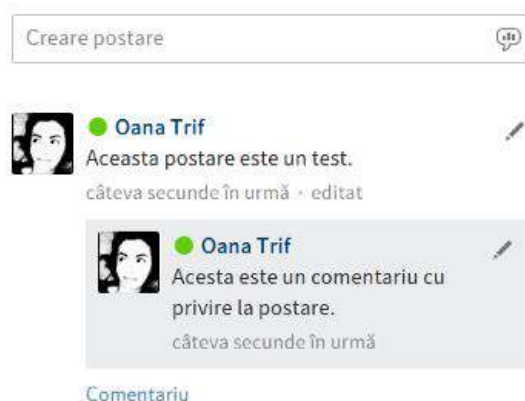 Creare postare
Oana Trif
Aceasta postare este un test.
câteva secunde în urmă · editat
Oana Trif
Acesta este un comentariu cu
privire la postare.
câteva secunde în urmă
Comentariu